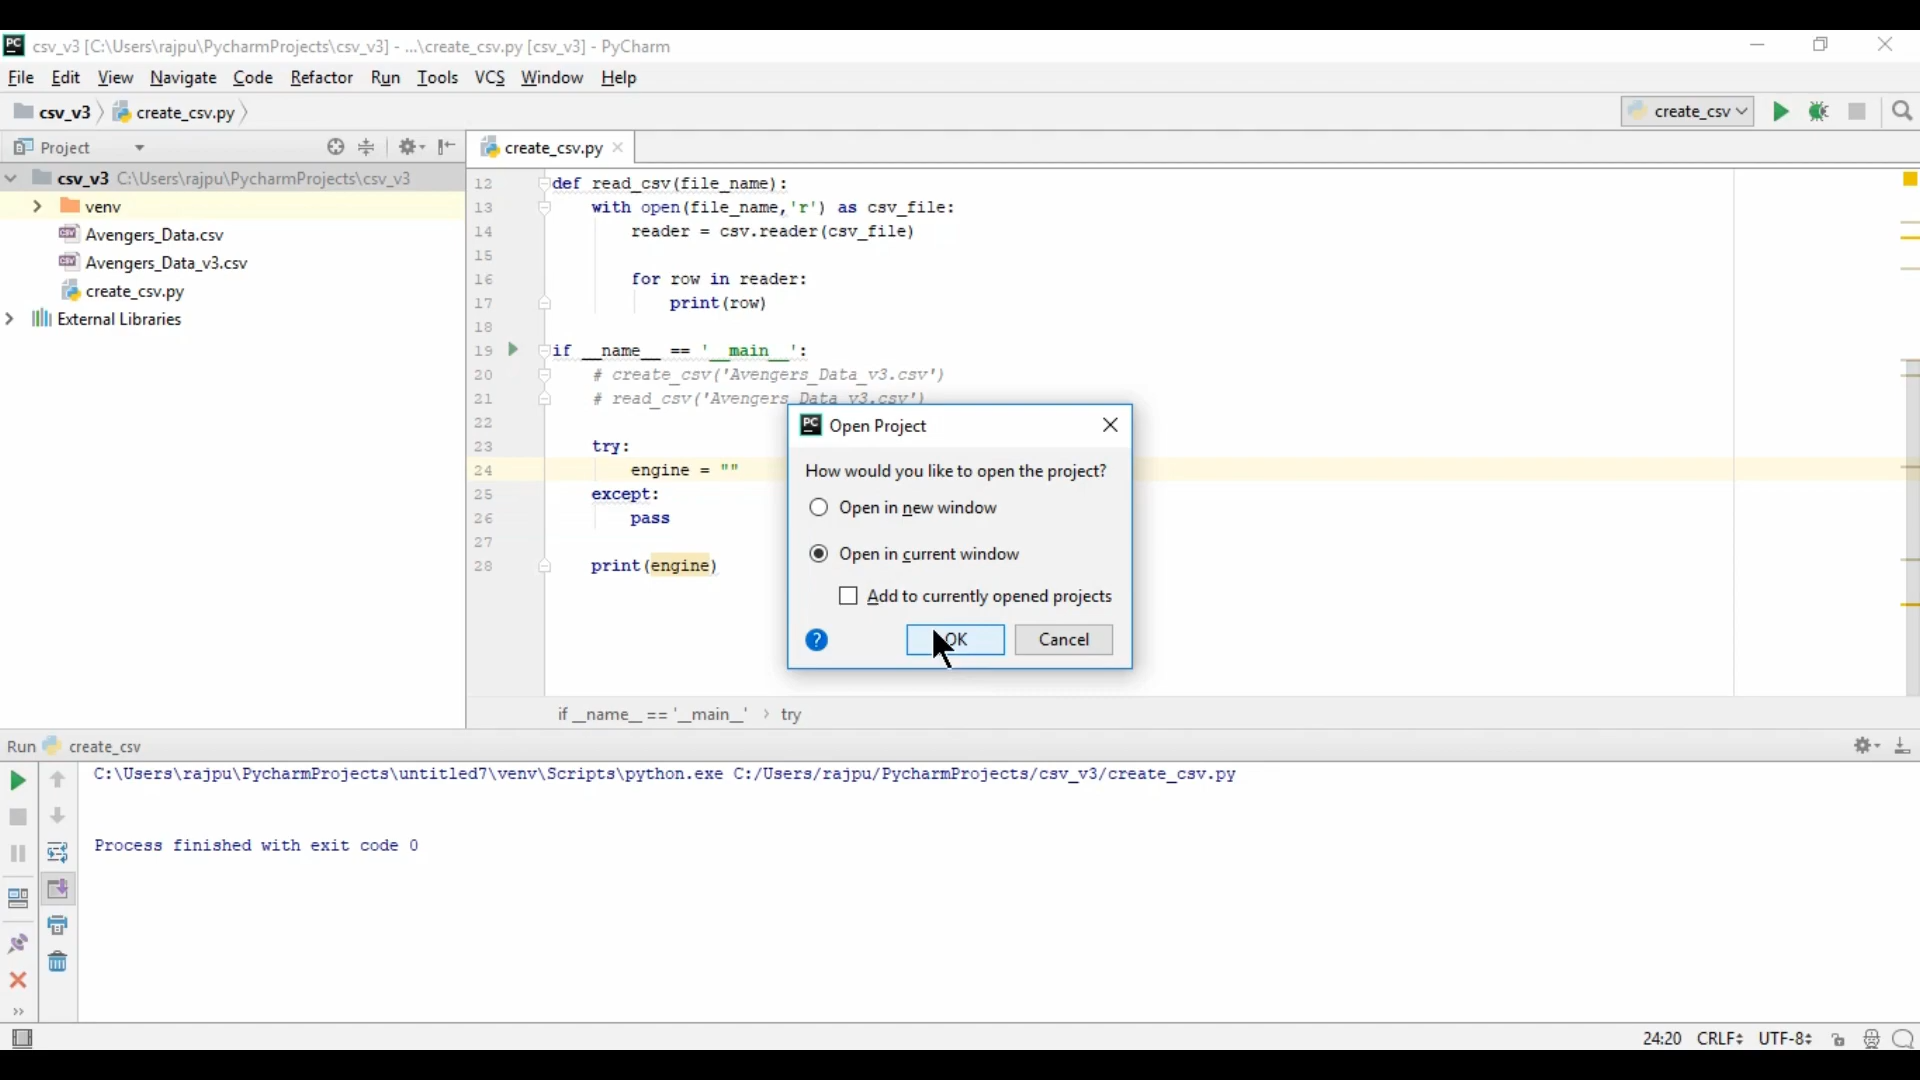 PC csv_v3 [C:\Users\rajpu\PycharmProjects\csv_v3] - ...\create_csv.py [csv_v3] - PyCharm
File Edit View Navigate Code Refactor Run Tools VCS Window Help
csv_v3 create_csv.py create_csv
Project create_csv.py
csv_v3 C:\Users\rajpu\PycharmProjects\csv_v3
venv
Avengers_Data.csv
Avengers_Data_v3.csv
create_csv.py
External Libraries
12 def read_csv(file_name):
13 with open(file_name,'r') as csv_file:
14 reader = csv.reader(csv_file)
15
16 for row in reader:
17 print(row)
18
19 if __name__ == '__main__':
20 # create_csv('Avengers_Data_v3.csv')
21 # read_csv('Avengers_Data_v3.csv')
22
23 try:
24 engine = ""
25 except:
26 pass
27
28 print(engine)
if __name__ == '__main__' › try
PC Open Project
How would you like to open the project?
Open in new window
Open in current window
Add to currently opened projects
? OK Cancel
Run create_csv
C:\Users\rajpu\PycharmProjects\untitled7\venv\Scripts\python.exe C:/Users/rajpu/PycharmProjects/csv_v3/create_csv.py
Process finished with exit code 0
24:20 CRLF UTF-8